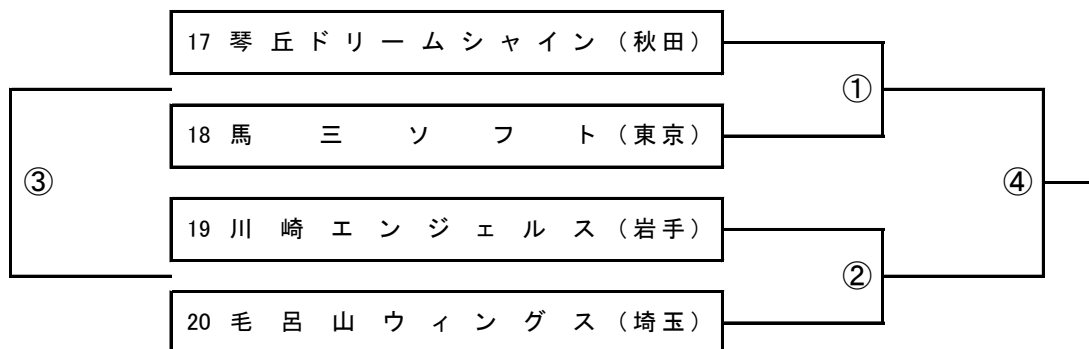 17 琴丘ドリームシャイン（秋田）
①
18 馬三ソフト（東京）
③
④
19 川崎エンジェルス（岩手）
②
20 毛呂山ウィングス（埼玉）